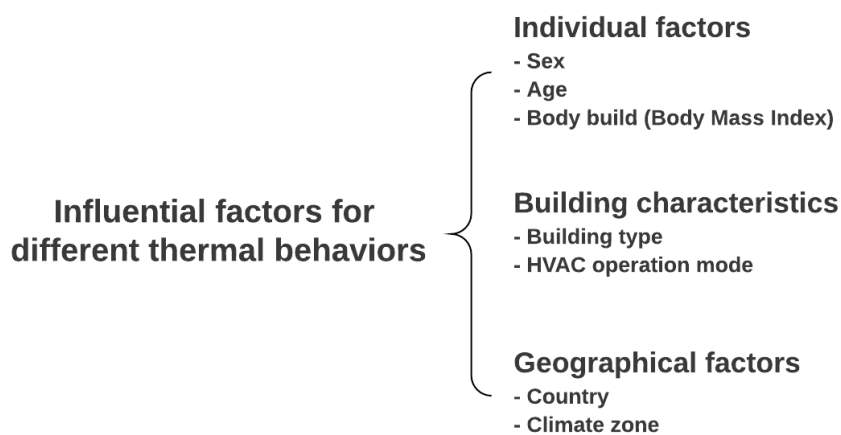 Influential factors for
different thermal behaviors
Individual factors
- Sex
- Age
- Body build (Body Mass Index)
Building characteristics
- Building type
- HVAC operation mode
Geographical factors
- Country
- Climate zone